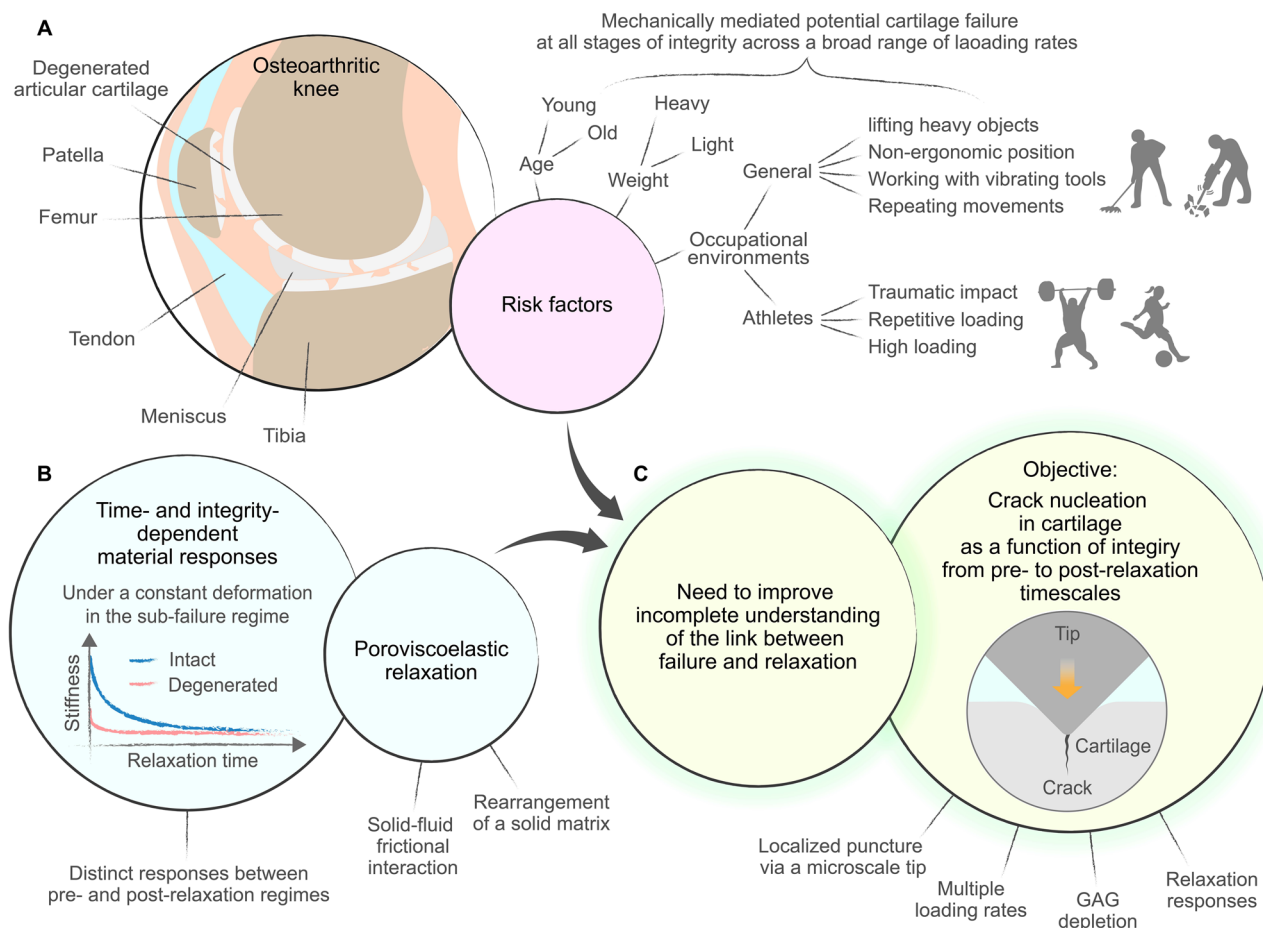 A
Osteoarthritic
knee
Degenerated
articular cartilage
Patella
Femur
Tendon
Meniscus
Tibia
Mechanically mediated potential cartilage failure
at all stages of integrity across a broad range of laoading rates
Young
Old
Age
Heavy
Light
Weight
General
lifting heavy objects
Non-ergonomic position
Working with vibrating tools
Repeating movements
Occupational
environments
Athletes
Traumatic impact
Repetitive loading
High loading
Risk factors
B
Time- and integrity-
dependent
material responses
Under a constant deformation
in the sub-failure regime
Stiffness
Intact
Degenerated
Relaxation time
Distinct responses between
pre- and post-relaxation regimes
Poroviscoelastic
relaxation
Solid-fluid
frictional
interaction
Rearrangement
of a solid matrix
C
Need to improve
incomplete understanding
of the link between
failure and relaxation
Objective:
Crack nucleation
in cartilage
as a function of integiry
from pre- to post-relaxation
timescales
Tip
Cartilage
Crack
Localized puncture
via a microscale tip
Multiple
loading rates
GAG
depletion
Relaxation
responses